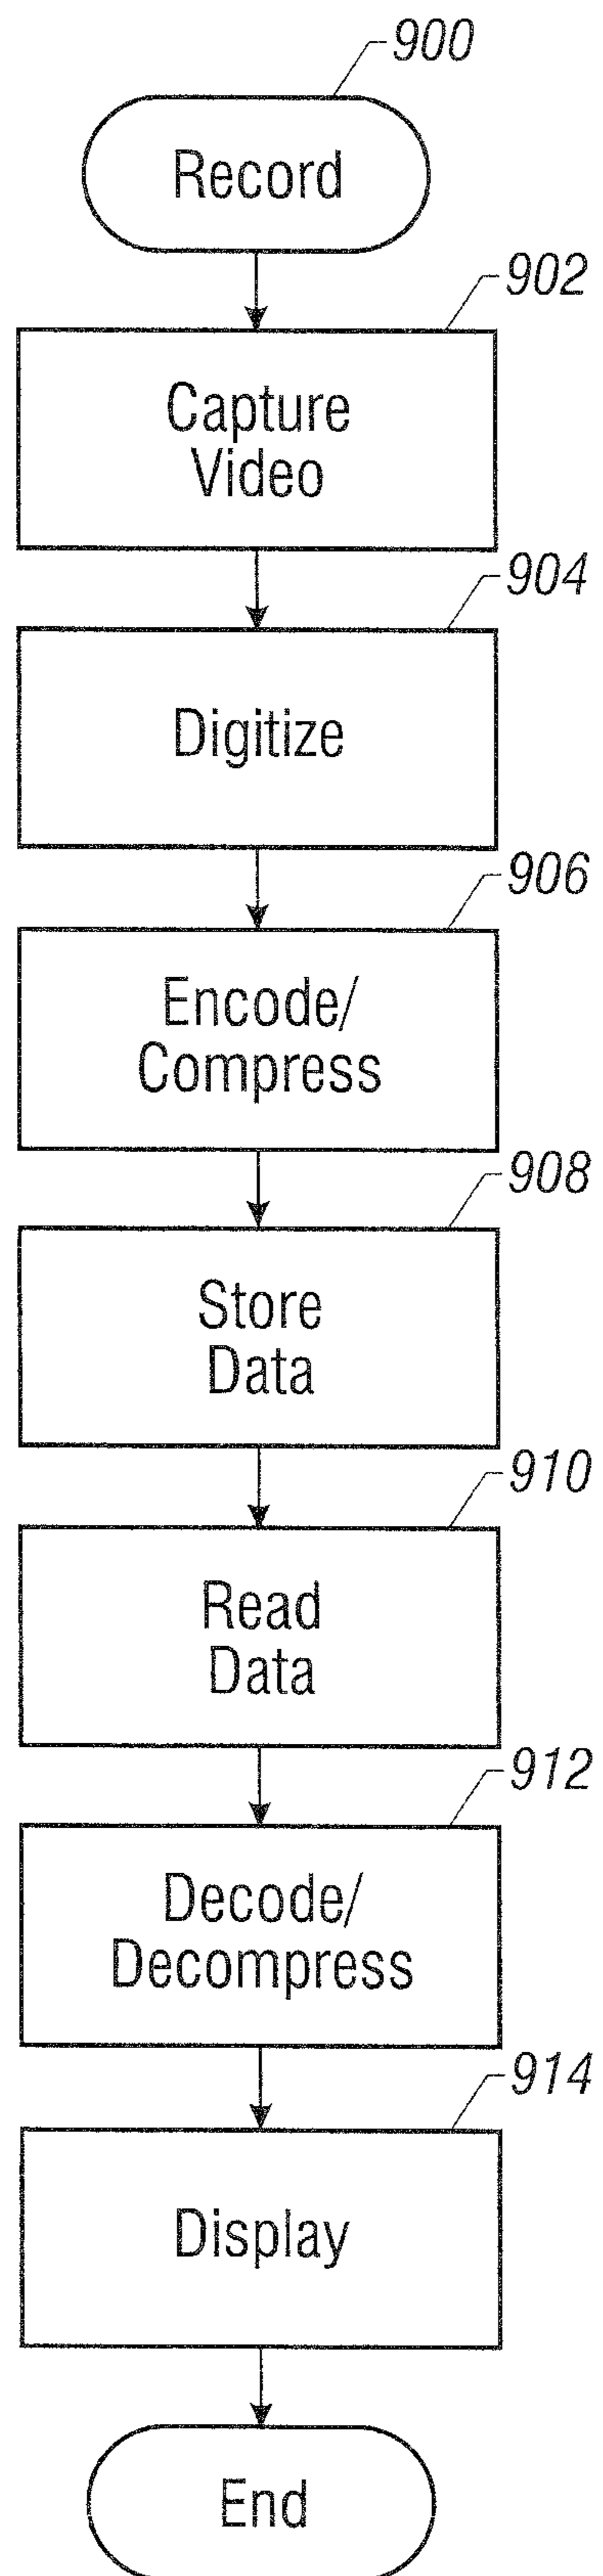 900
Record
902
Capture
Video
904
Digitize
906
Encode/
Compress
908
Store
Data
910
Read
Data
912
Decode/
Decompress
914
Display
End